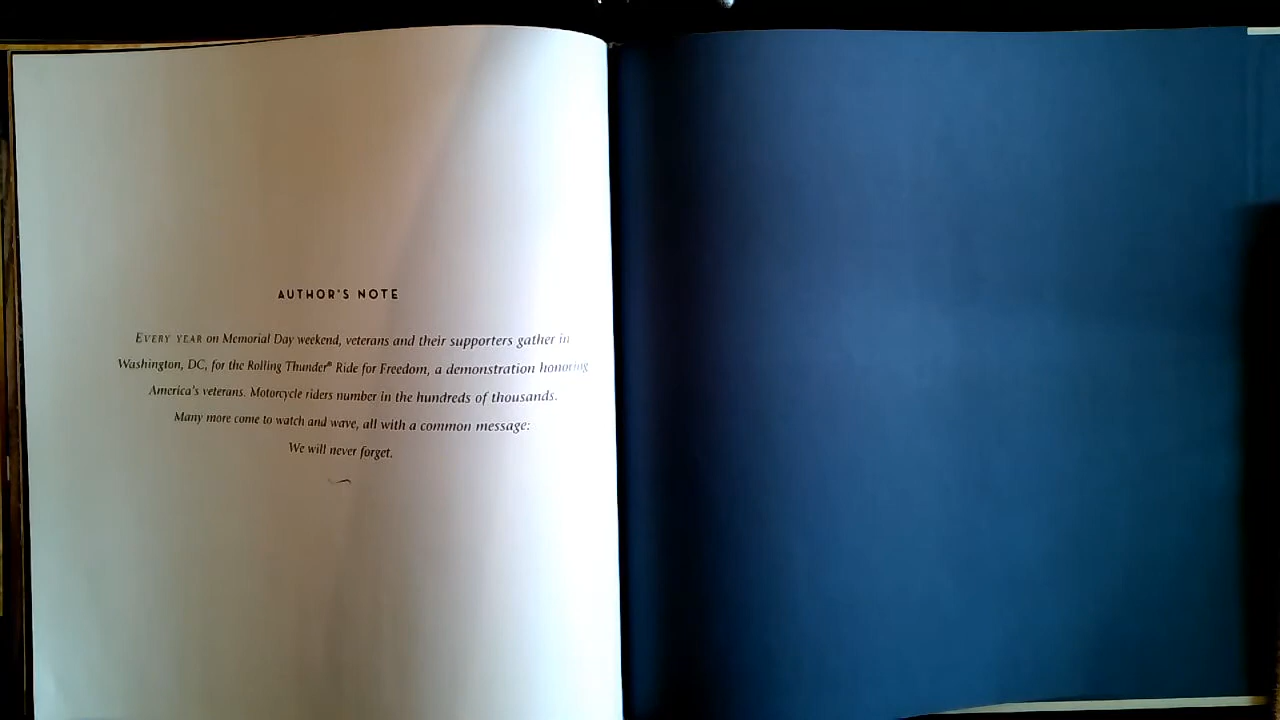 AUTHOR'S NOTE
EVERY YEAR on Memorial Day weekend, veterans and their supporters gather in
Washington, DC, for the Rolling Thunder® Ride for Freedom, a demonstration honoring
America's veterans. Motorcycle riders number in the hundreds of thousands.
Many more come to watch and wave, all with a common message:
We will never forget.